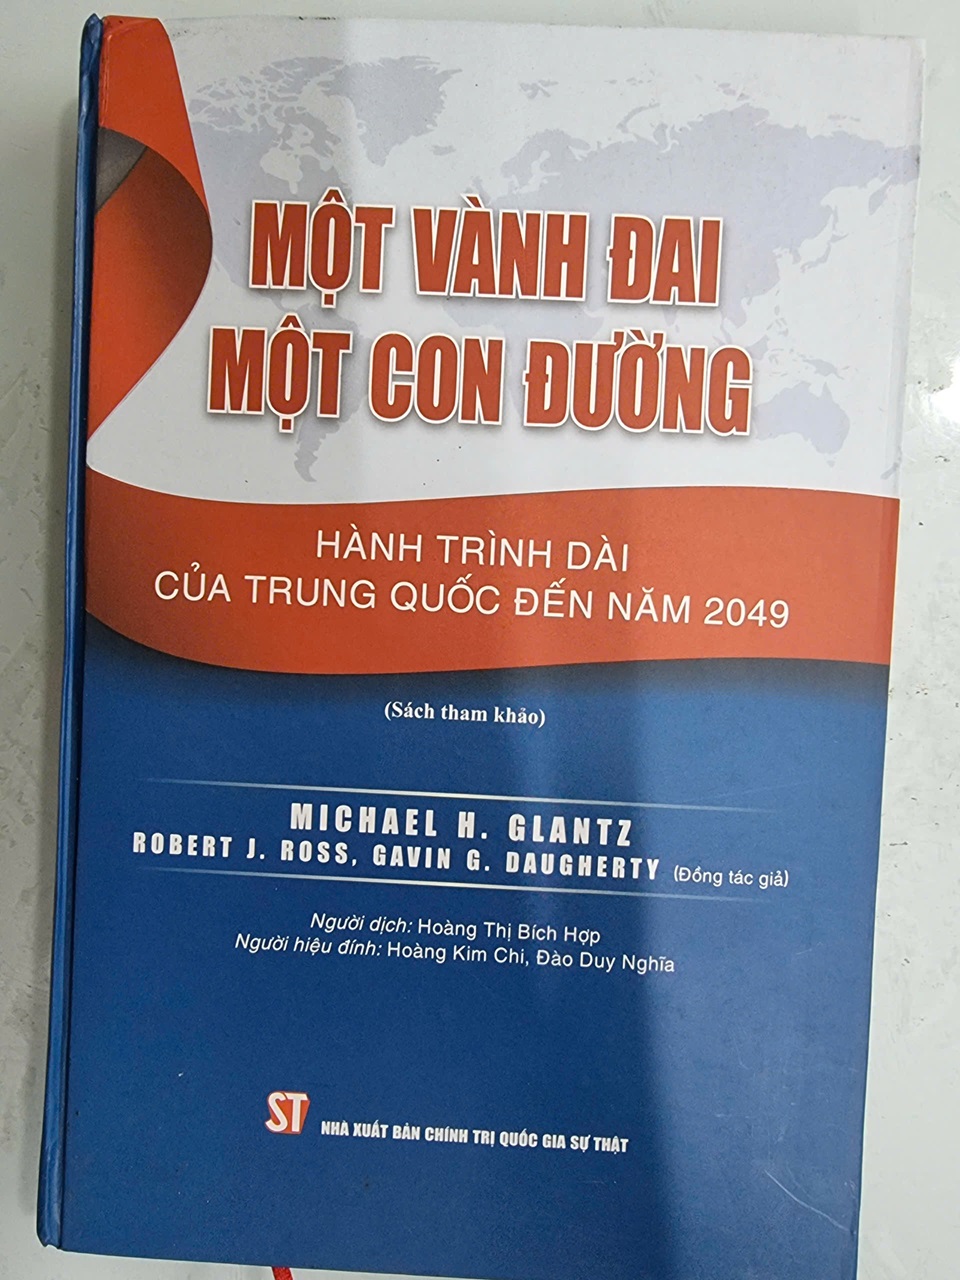 MỘT VÀNH ĐAI
MỘT CON ĐƯỜNG
HÀNH TRÌNH DÀI
CỦA TRUNG QUỐC ĐẾN NĂM 2049
(Sách tham khảo)
MICHAEL H. GLANTZ
ROBERT J. ROSS, GAVIN G. DAUGHERTY (Đồng tác giả)
Người dịch: Hoàng Thị Bích Hợp
Người hiệu đính: Hoàng Kim Chi, Đào Duy Nghĩa
ST NHÀ XUẤT BẢN CHÍNH TRỊ QUỐC GIA SỰ THẬT